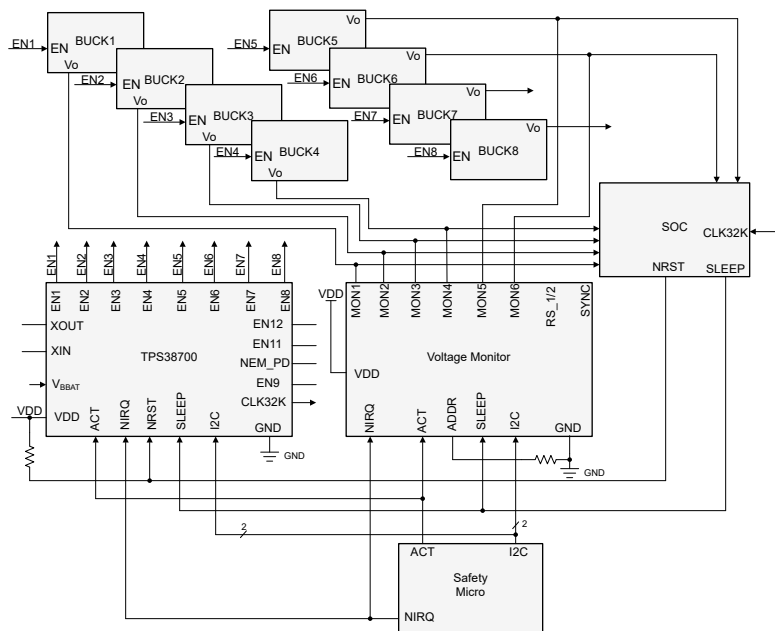 Vo
EN5
BUCK5
EN
EN1
BUCK1
EN
Vo
Vo
EN6
BUCK6
EN
EN2
BUCK2
EN
Vo
Vo
EN7
BUCK7
EN
EN3
BUCK3
EN
Vo
Vo
EN8
BUCK8
EN
EN4
BUCK4
EN
Vo
SOC
CLK32K
NRST
SLEEP
EN1
EN2
EN3
EN4
EN5
EN6
EN7
EN8
EN1
EN2
EN3
EN4
EN5
EN6
EN7
EN8
XOUT
XIN
VBBAT
VDD
VDD
TPS38700
EN12
EN11
NEM_PD
EN9
CLK32K
GND
GND
ACT
NIRQ
NRST
SLEEP
I2C
VDD
MON1
MON2
MON3
MON4
MON5
MON6
RS_1/2
SYNC
Voltage Monitor
VDD
NIRQ
ACT
ADDR
SLEEP
I2C
GND
GND
2
2
ACT
I2C
Safety
Micro
NIRQ